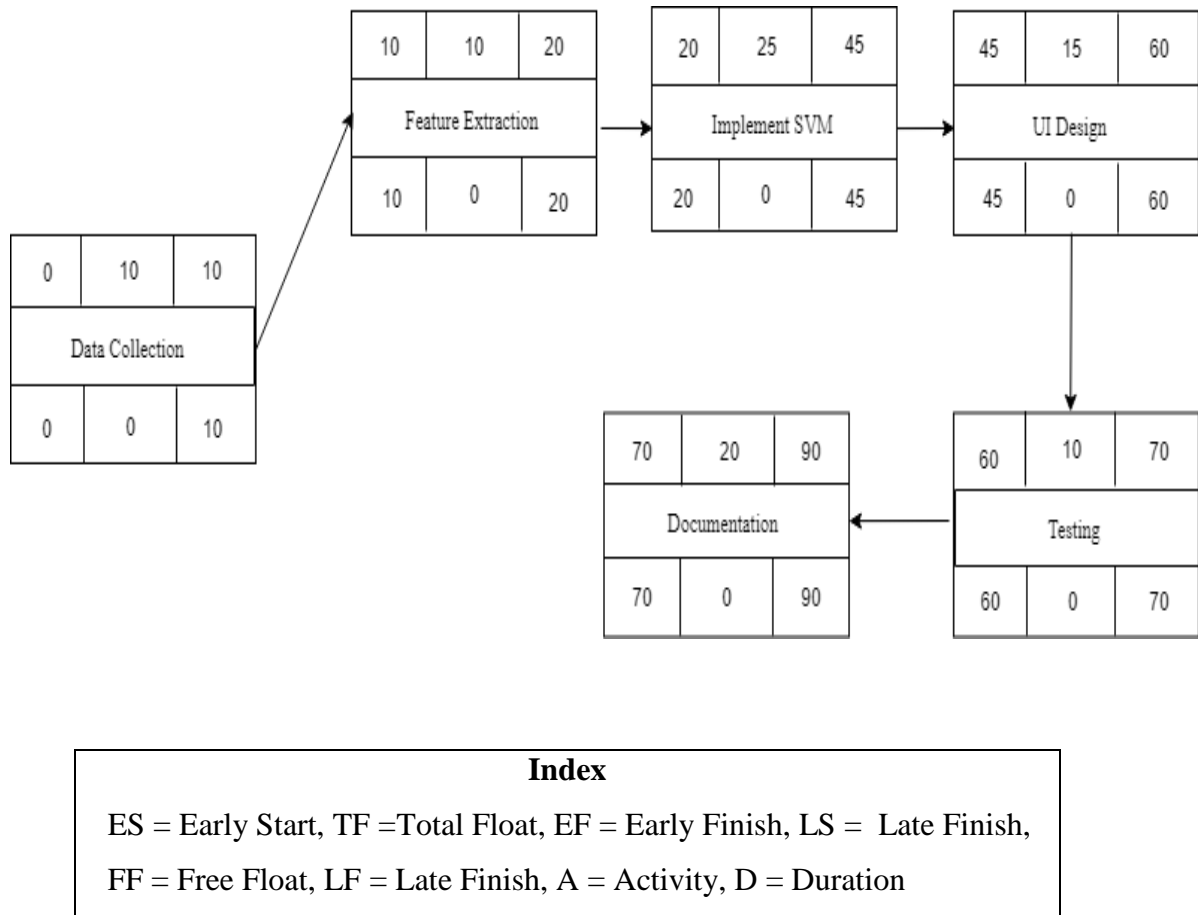 10 10 20
Feature Extraction
10 0 20
20 25 45
Implement SVM
20 0 45
45 15 60
UI Design
45 0 60
0 10 10
Data Collection
0 0 10
70 20 90
Documentation
70 0 90
60 10 70
Testing
60 0 70
Index
ES = Early Start, TF =Total Float, EF = Early Finish, LS = Late Finish,
FF = Free Float, LF = Late Finish, A = Activity, D = Duration